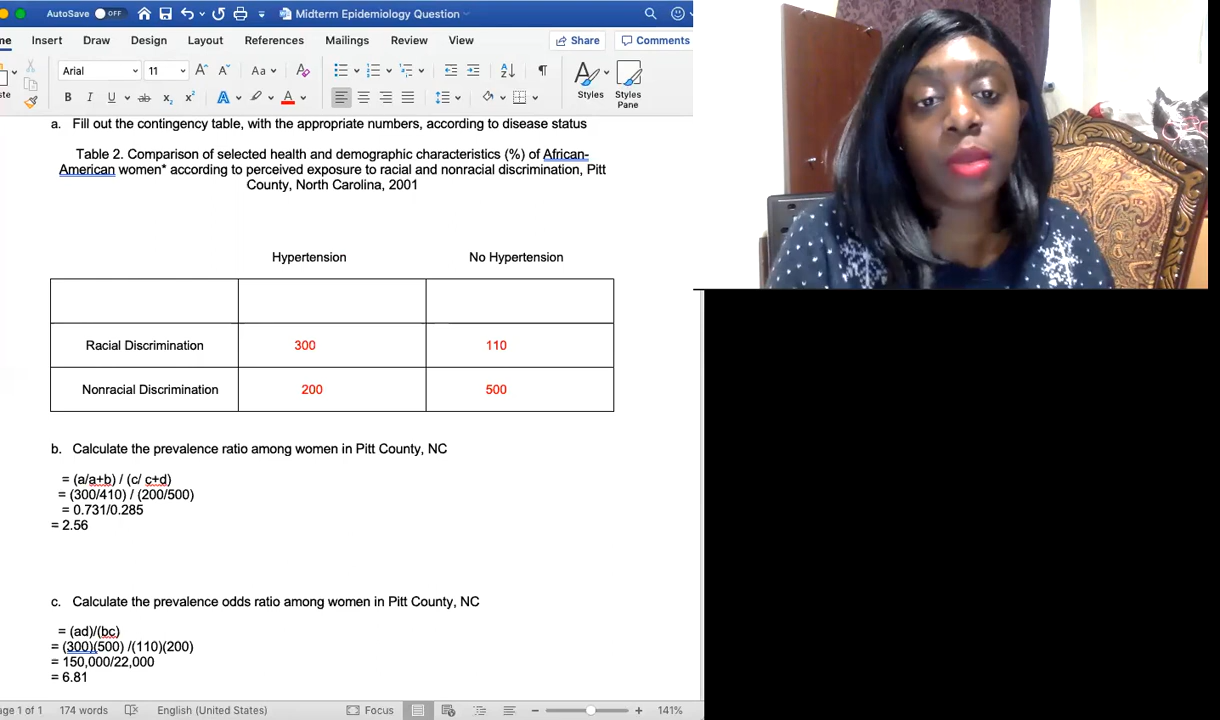 AutoSave OFF Midterm Epidemiology Question
me Insert Draw Design Layout References Mailings Review View Share Comments
ste Arial 11 Aa Styles Styles Pane
a. Fill out the contingency table, with the appropriate numbers, according to disease status
Table 2. Comparison of selected health and demographic characteristics (%) of African-
American women* according to perceived exposure to racial and nonracial discrimination, Pitt
County, North Carolina, 2001
Hypertension No Hypertension
Racial Discrimination 300 110
Nonracial Discrimination 200 500
b. Calculate the prevalence ratio among women in Pitt County, NC
= (a/a+b) / (c/ c+d)
= (300/410) / (200/500)
= 0.731/0.285
= 2.56
c. Calculate the prevalence odds ratio among women in Pitt County, NC
= (ad)/(bc)
= (300)(500) /(110)(200)
= 150,000/22,000
= 6.81
age 1 of 1 174 words English (United States) Focus 141%